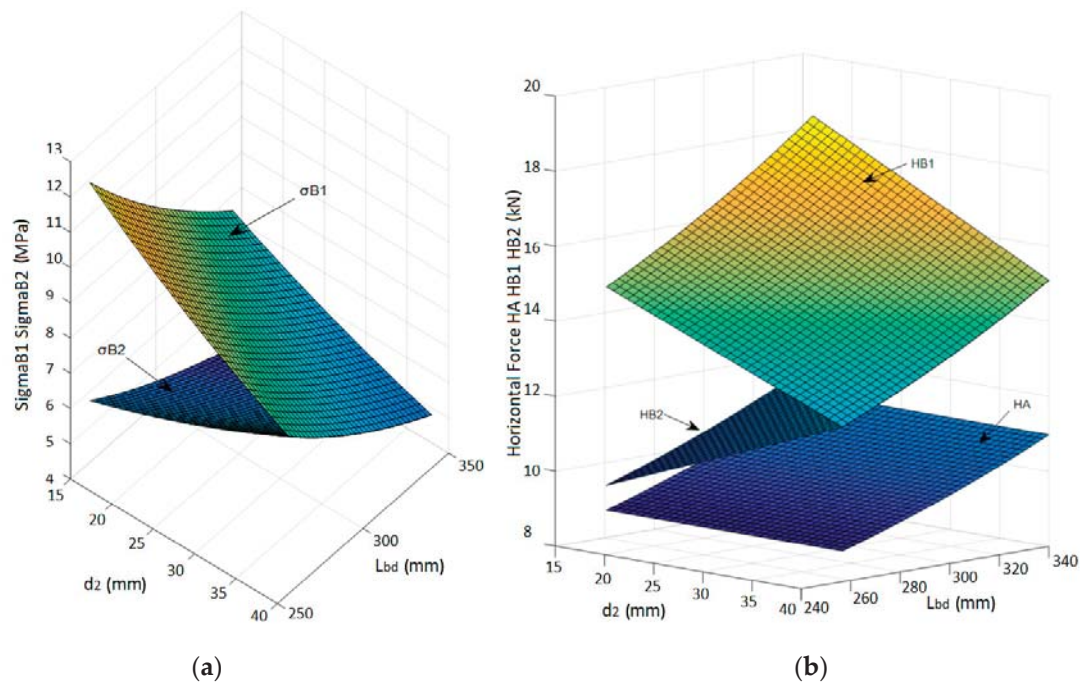 SigmaB1 SigmaB2 (MPa)
13
12
11
10
9
8
7
6
5
4
σB1
σB2
15
20
25
30
35
40
d2 (mm)
250
300
350
Lbd (mm)
(a)
Horizontal Force HA HB1 HB2 (kN)
20
18
16
14
12
10
8
HB1
HB2
HA
15
20
25
30
35
40
d2 (mm)
240
260
280
300
320
340
Lbd (mm)
(b)